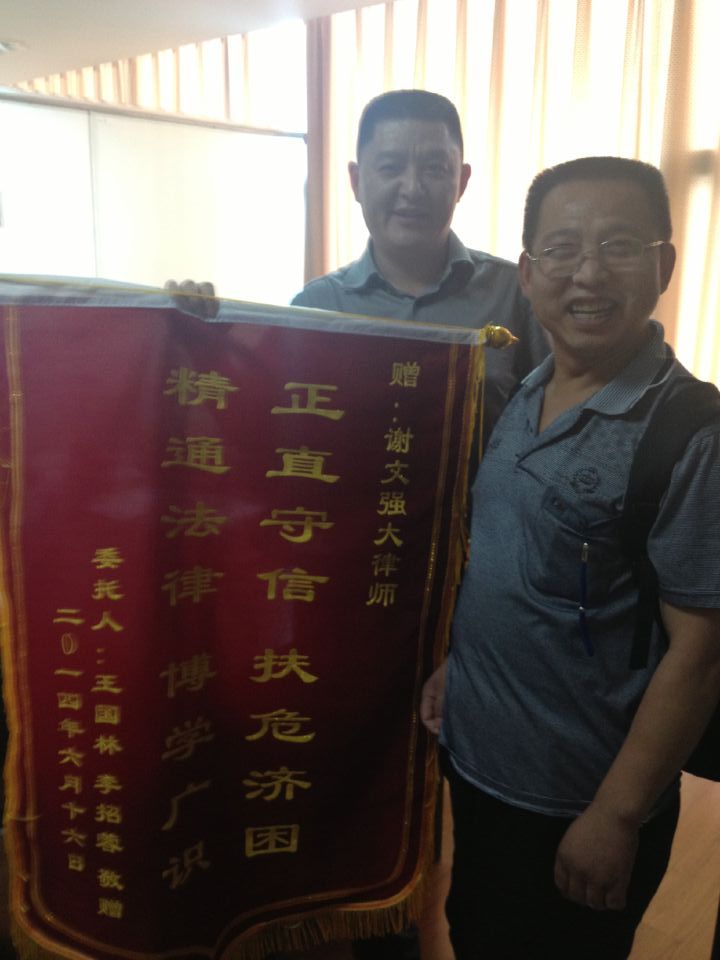 赠：谢文强大律师
正直守信 扶危济困
精通法律 博学广识
委托人：王国林 李招蓉 敬赠
二〇一四年六月十六日